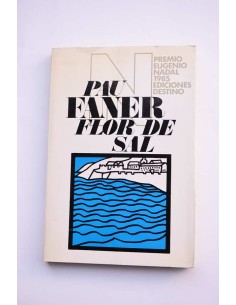 N
PREMIO
EUGENIO
NADAL
1985
EDICIONES
DESTINO
PAU
FANER
FLOR DE
SAL